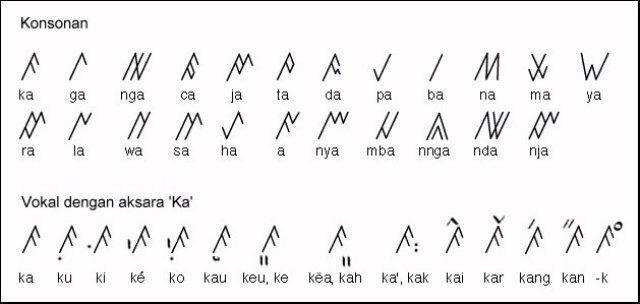 Konsonan
ka ga nga ca ja ta da pa ba na ma ya
ra la wa sa ha a nya mba nnga nda nja
Vokal dengan aksara 'Ka'
ka ku ki ké ko kau keu, ke këa, kah ka', kak kai kar kang kan -k